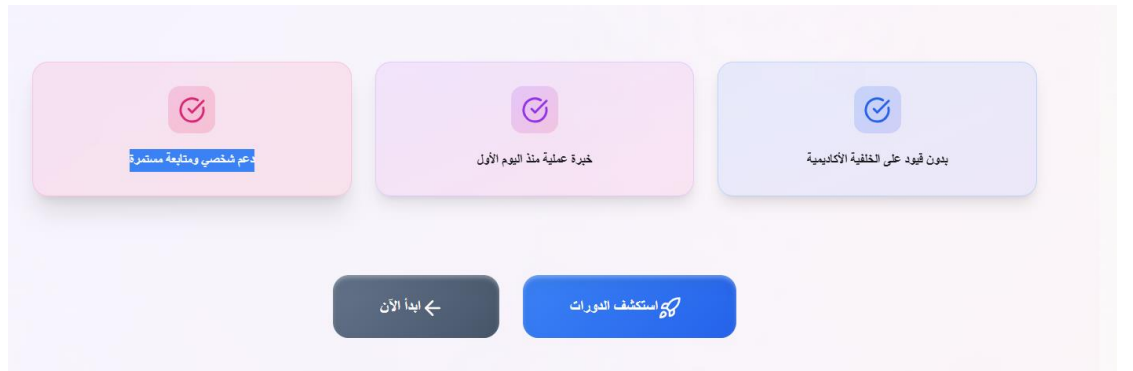 بدون قيود على الخلفية الأكاديمية
خبرة عملية منذ اليوم الأول
دعم شخصي ومتابعة مستمرة
استكشف الدورات
ابدأ الآن